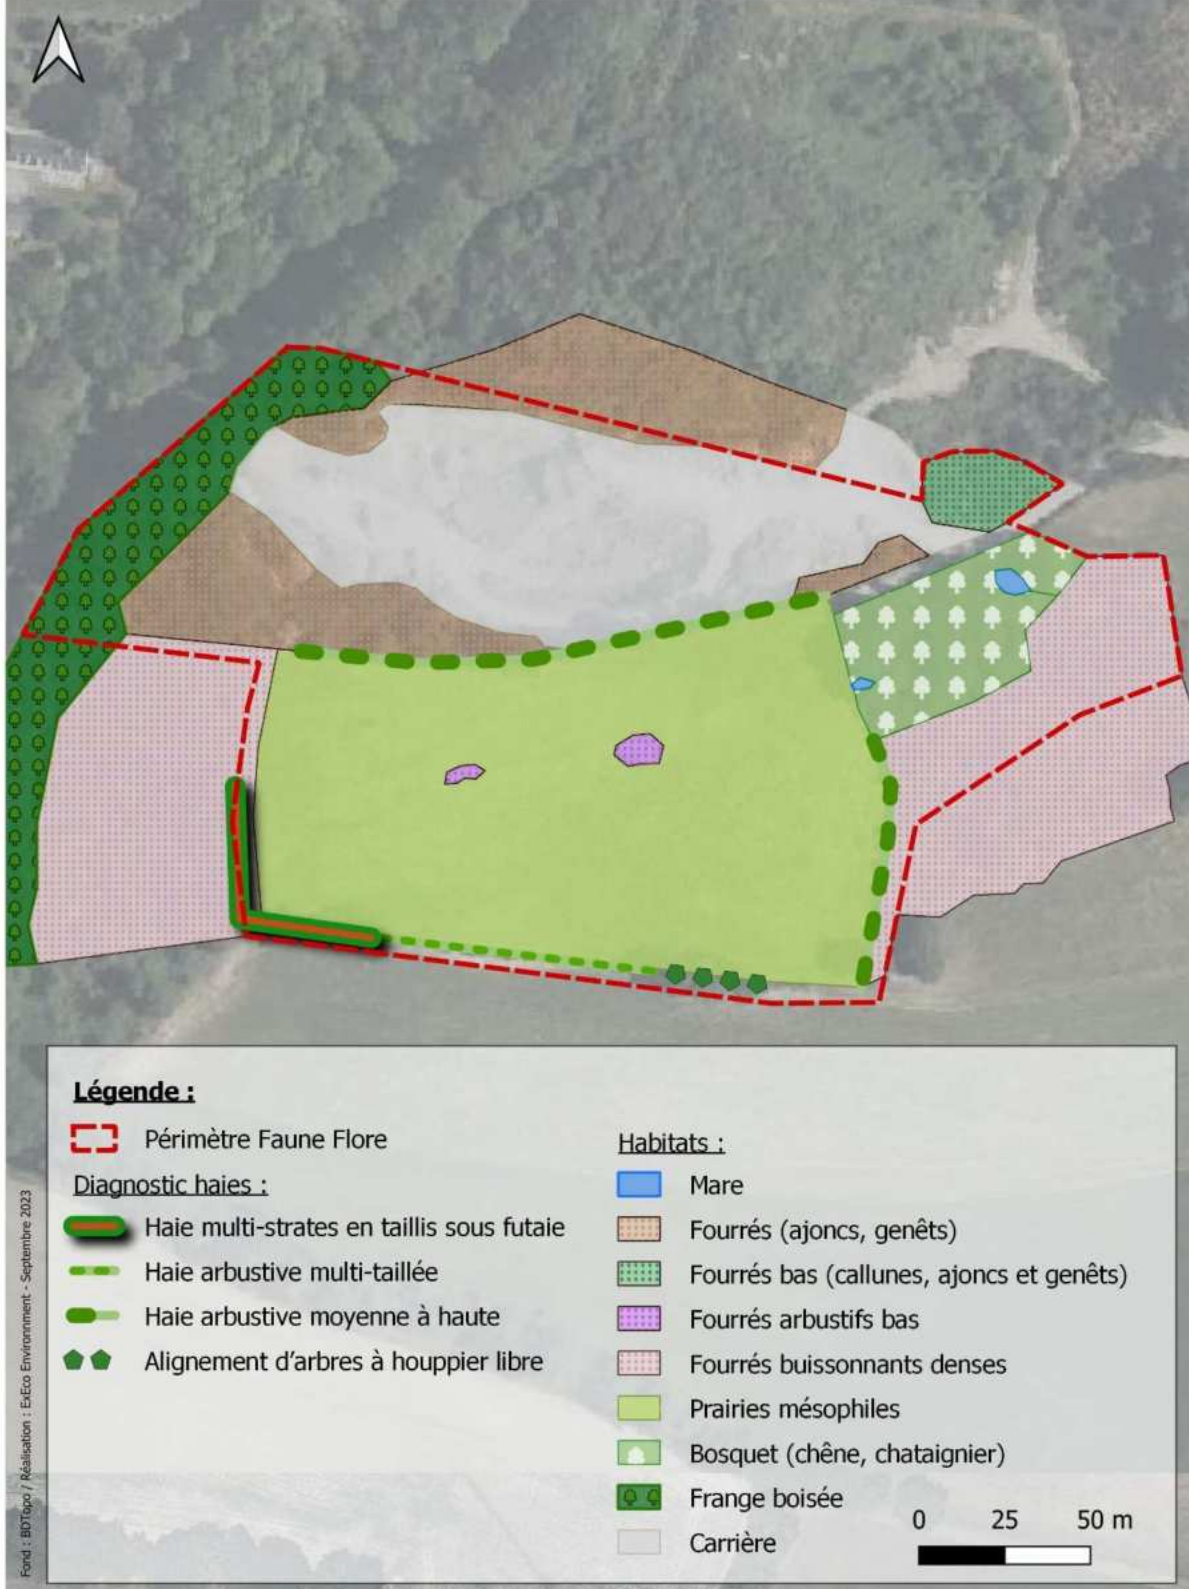 Légende :
Périmètre Faune Flore
Diagnostic haies :
Haie multi-strates en taillis sous futaie
Haie arbustive multi-taillée
Haie arbustive moyenne à haute
Alignement d'arbres à houppier libre
Habitats :
Mare
Fourrés (ajoncs, genêts)
Fourrés bas (callunes, ajoncs et genêts)
Fourrés arbustifs bas
Fourrés buissonnants denses
Prairies mésophiles
Bosquet (chêne, chataignier)
Frange boisée
Carrière
0 25 50 m
Fond : BDTopo / Réalisation : ExEco Environnment - Septembre 2023